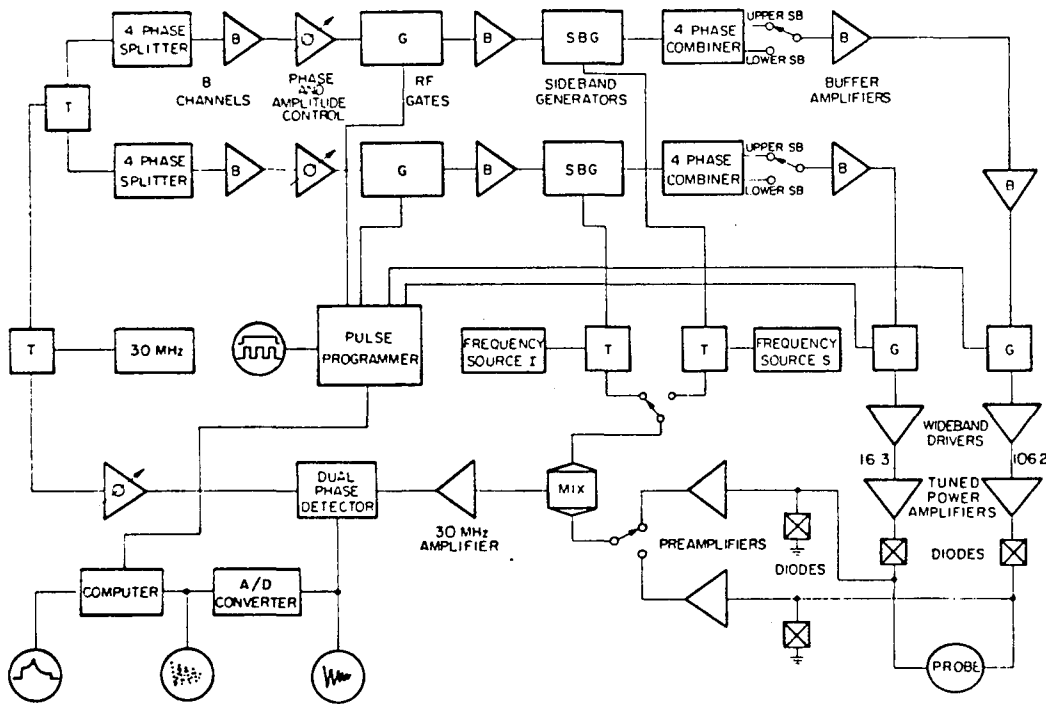 4 PHASE
SPLITTER
B
Ø
G
B
SBG
4 PHASE
COMBINER
UPPER SB
LOWER SB
B
B
CHANNELS
PHASE
AND
AMPLITUDE
CONTROL
RF
GATES
SIDEBAND
GENERATORS
BUFFER
AMPLIFIERS
T
4 PHASE
SPLITTER
B
Ø
G
B
SBG
4 PHASE
COMBINER
UPPER SB
LOWER SB
B
B
T
30 MHz
PULSE
PROGRAMMER
FREQUENCY
SOURCE I
T
T
FREQUENCY
SOURCE S
G
G
WIDEBAND
DRIVERS
16.3
106.2
TUNED
POWER
AMPLIFIERS
Ø
DUAL
PHASE
DETECTOR
30 MHz
AMPLIFIER
MIX
PREAMPLIFIERS
DIODES
DIODES
COMPUTER
A/D
CONVERTER
PROBE